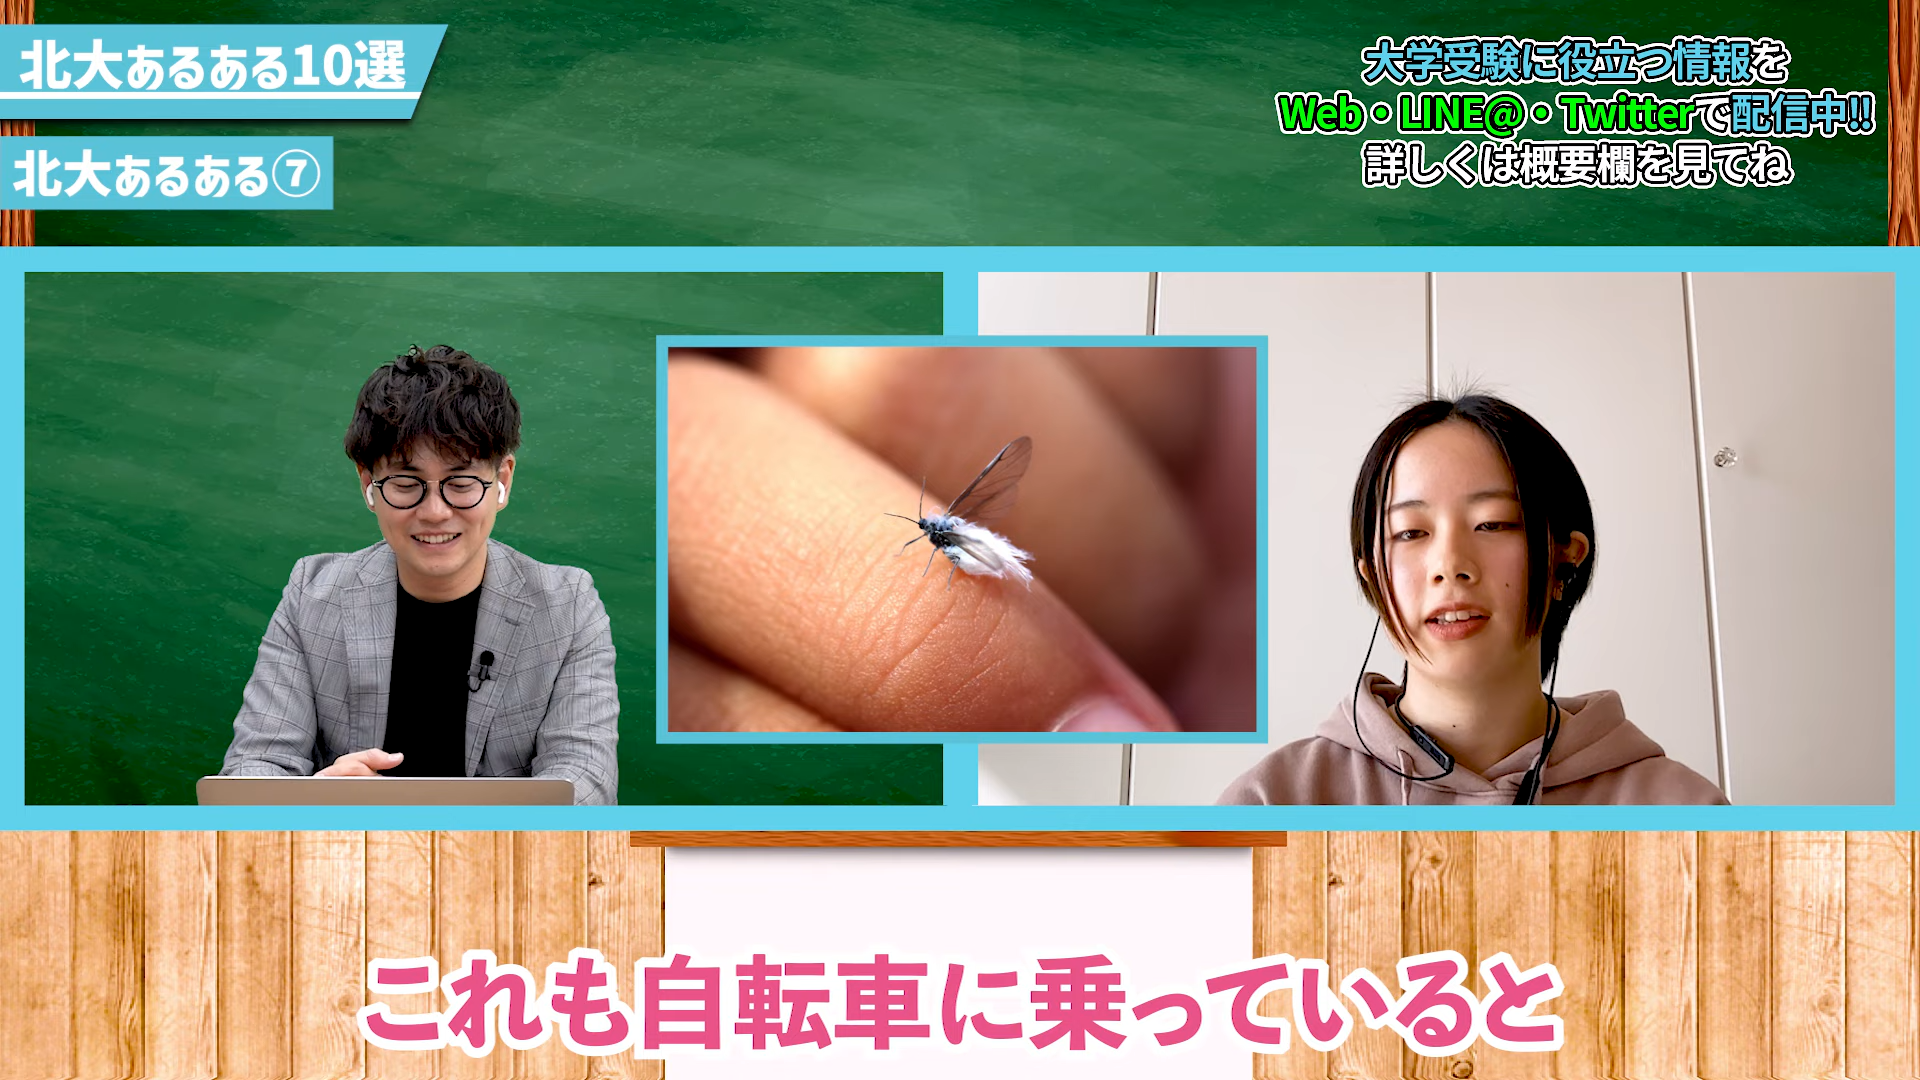 北大あるある10選
北大あるある⑦
大学受験に役立つ情報を
Web・LINE@・Twitterで配信中!!
詳しくは概要欄を見てね
これも自転車に乗っていると